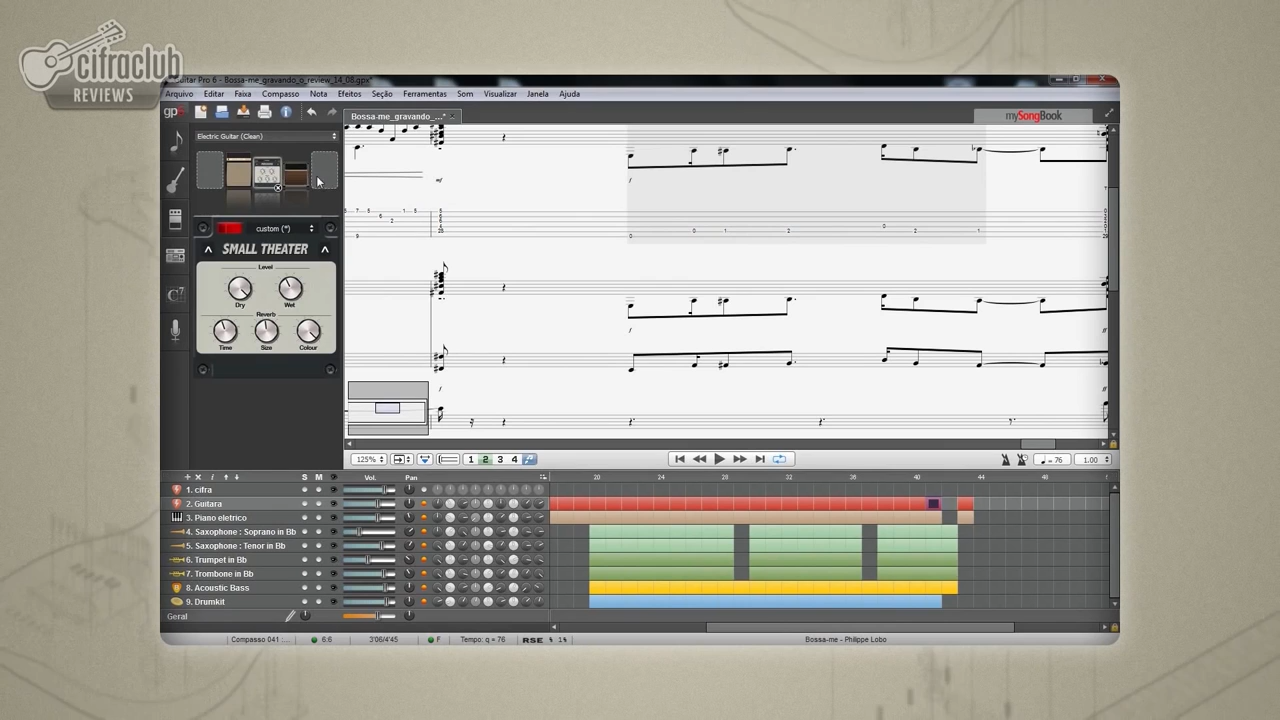 cifraclub
REVIEWS
Guitar Pro 6 - Bossa-me_gravando_o_review_14_08.gpx*
Arquivo Editar Faixa Compasso Nota Efeitos Seção Ferramentas Som Visualizar Janela Ajuda
Bossa-me_gravando_...*
mySongBook
Electric Guitar (Clean)
custom (*)
SMALL THEATER
Level
Dry Wet
Reverb
Time Size Colour
125% 1 2 3 4 = 76 1.00
S M Vol. Pan 20 24 28 32 36 40 44 48
1. cifra
2. Guitara
3. Piano eletrico
4. Saxophone : Soprano in Bb
5. Saxophone : Tenor in Bb
6. Trumpet in Bb
7. Trombone in Bb
8. Acoustic Bass
9. Drumkit
Geral
Compasso 041 :... 6:6 3'06/4'45 F Tempo: q = 76 RSE Bossa-me - Philippe Lobo